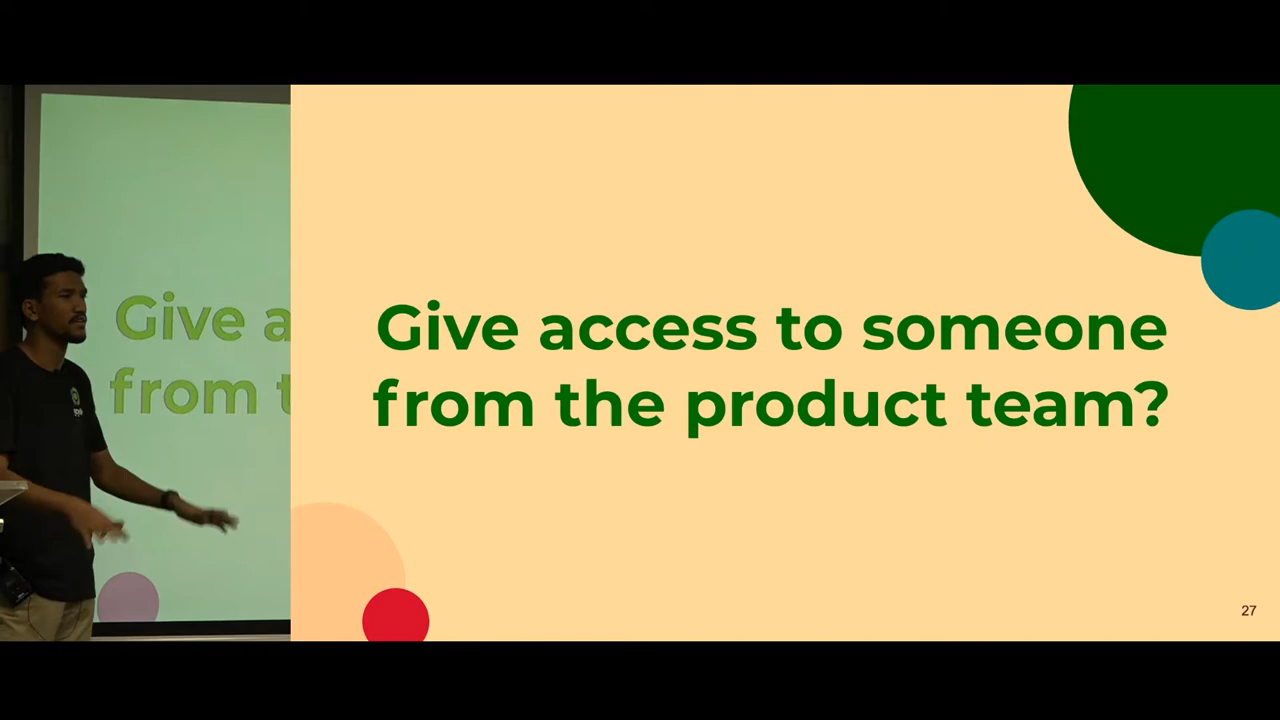 Give access to someone
from the product team?
27
Give a
from t